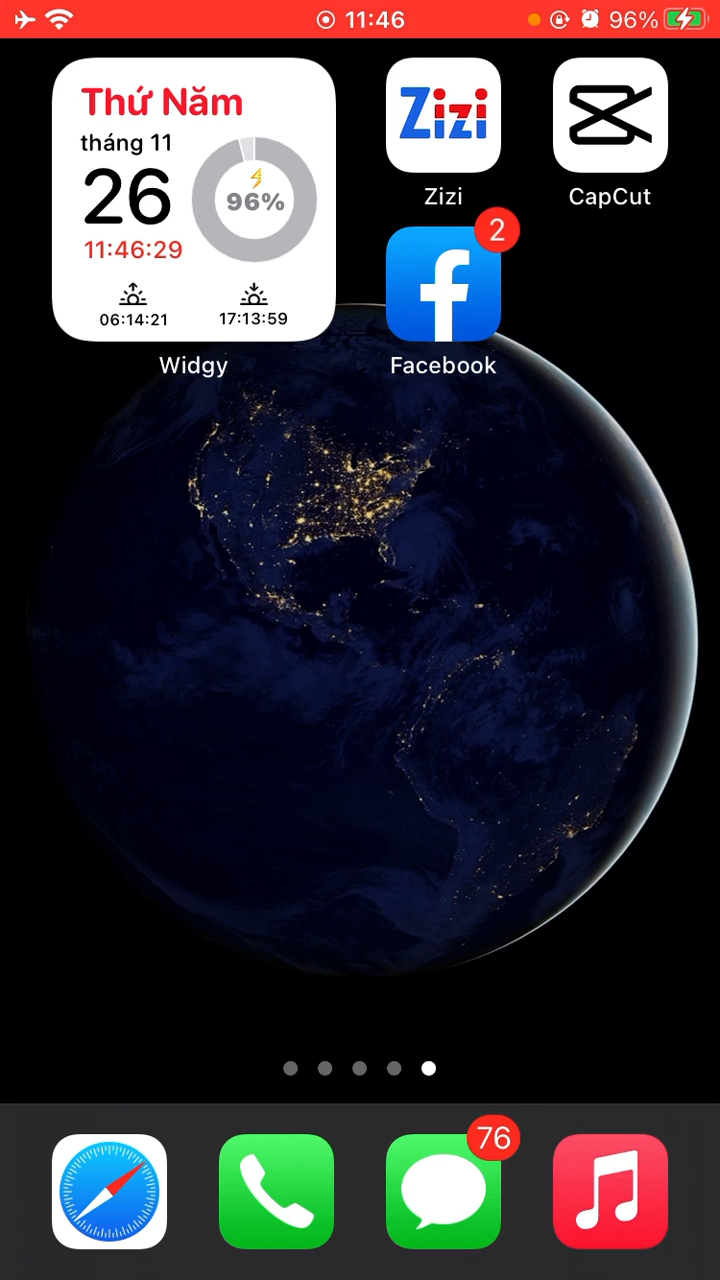 11:46
96%
Thứ Năm
tháng 11
26
11:46:29
96%
06:14:21
17:13:59
Widgy
Zizi
Zizi
CapCut
2
Facebook
76